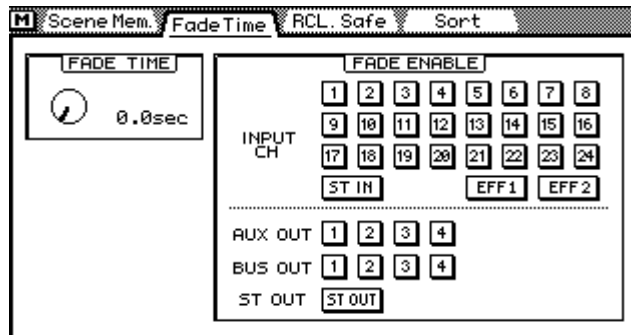 M Scene Mem. Fade Time RCL. Safe Sort
FADE TIME
0.0sec
FADE ENABLE
INPUT CH
1 2 3 4 5 6 7 8
9 10 11 12 13 14 15 16
17 18 19 20 21 22 23 24
ST IN EFF1 EFF2
AUX OUT 1 2 3 4
BUS OUT 1 2 3 4
ST OUT ST OUT